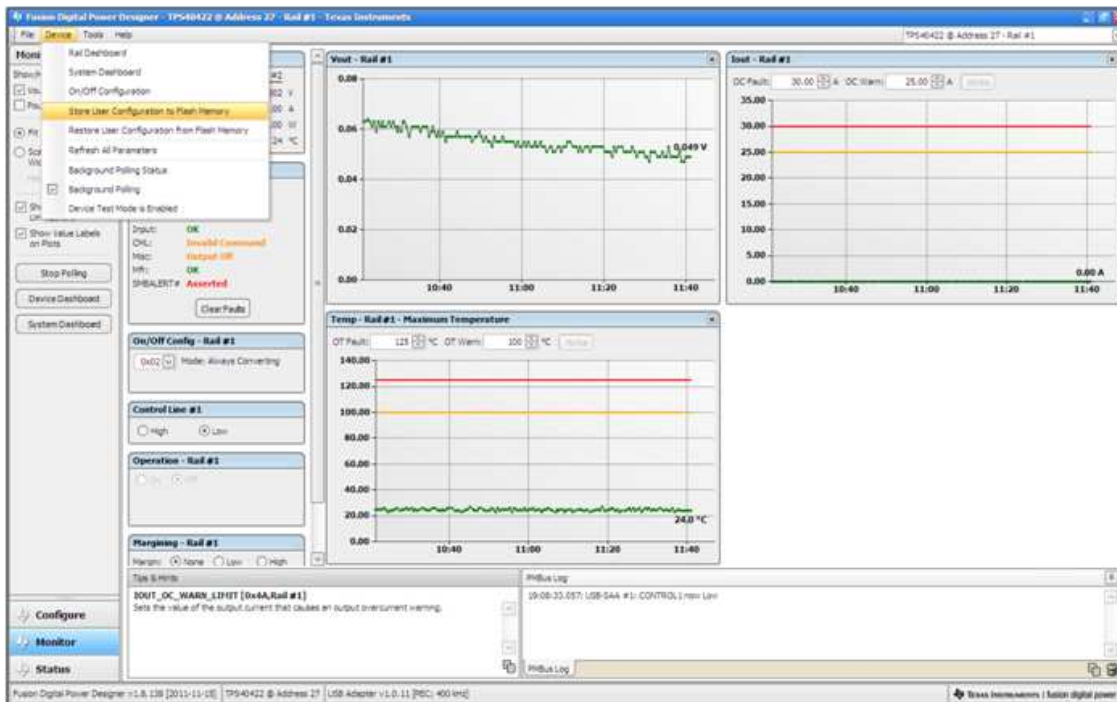 Fusion Digital Power Designer - TPS40422 @ Address 27 - Rail #1 - Texas Instruments
File Device Tools Help
TPS40422 @ Address 27 - Rail #1
Rail Dashboard
System Dashboard
On/Off Configuration
Store User Configuration to Flash Memory
Restore User Configuration from Flash Memory
Refresh All Parameters
Background Polling Status
Background Polling
Device Test Mode is Enabled
Show Value Labels
on Plots
Stop Polling
Device Dashboard
System Dashboard
Input: OK
CML: Invalid Command
Misc: Output Off
Mfr: OK
SMBALERT# Asserted
Clear Faults
On/Off Config - Rail #1
0x02 Mode: Always Converting
Control Line #1
High Low
Operation - Rail #1
On Off
Margining - Rail #1
Margin: None Low High
Vout - Rail #1
0.08
0.06
0.04
0.02
0.00
0.049 V
10:40 11:00 11:20 11:40
Iout - Rail #1
OC Fault: 30.00 A OC Warn: 25.00 A
35.00
30.00
25.00
20.00
15.00
10.00
5.00
0.00
0.00 A
10:40 11:00 11:20 11:40
Temp - Rail #1 - Maximum Temperature
OT Fault: 125 °C OT Warn: 100 °C
140.00
120.00
100.00
80.00
60.00
40.00
20.00
0.00
24.0 °C
10:40 11:00 11:20 11:40
Configure
Monitor
Status
Tips & Hints
IOUT_OC_WARN_LIMIT [0x4A,Rail #1]
Sets the value of the output current that causes an output overcurrent warning.
PMBus Log
19:08:33.057: USB-SAA #1: CONTROL1 now Low
PMBus Log
Fusion Digital Power Designer v1.8.138 [2011-11-15] TPS40422 @ Address 27 USB Adapter v1.0.11 [PEC; 400 kHz]
Texas Instruments | fusion digital power